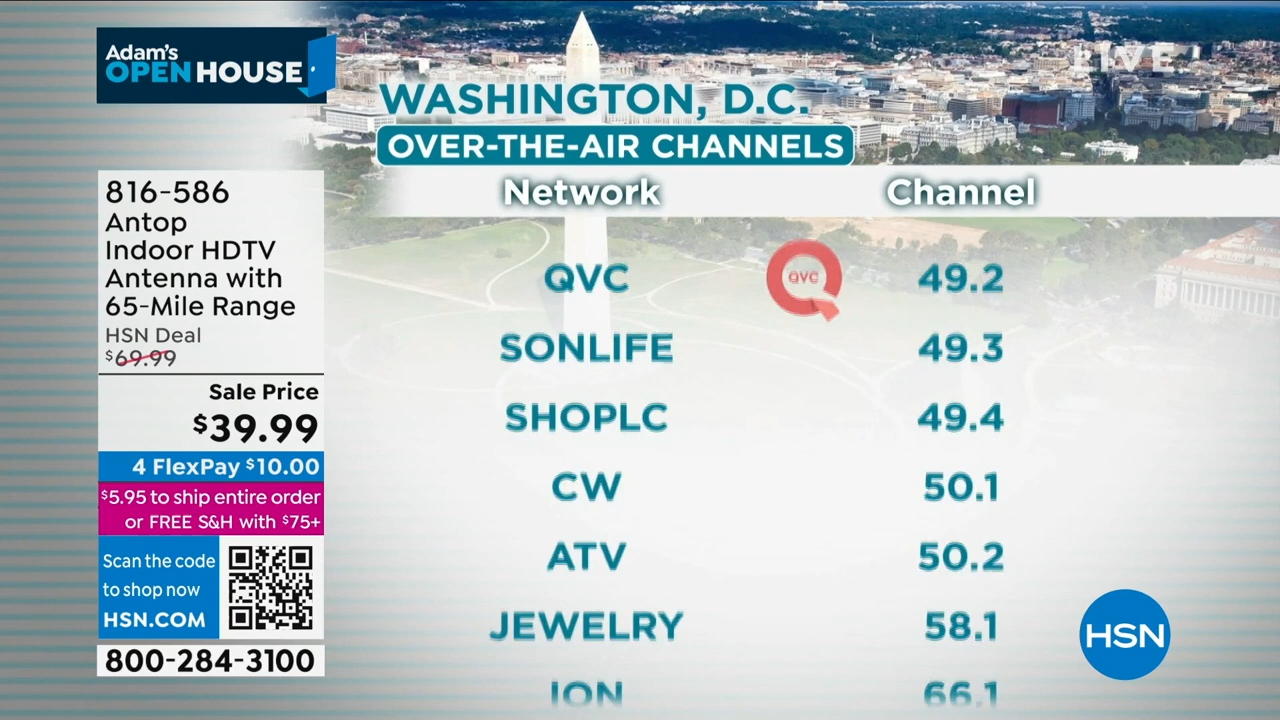 Adam's
OPEN HOUSE
LIVE
WASHINGTON, D.C.
OVER-THE-AIR CHANNELS
Network Channel
QVC QVC 49.2
SONLIFE 49.3
SHOPLC 49.4
CW 50.1
ATV 50.2
JEWELRY 58.1
ION 66.1
816-586
Antop
Indoor HDTV
Antenna with
65-Mile Range
HSN Deal
$69.99
Sale Price
$39.99
4 FlexPay $10.00
$5.95 to ship entire order
or FREE S&H with $75+
Scan the code
to shop now
HSN.COM
800-284-3100
HSN